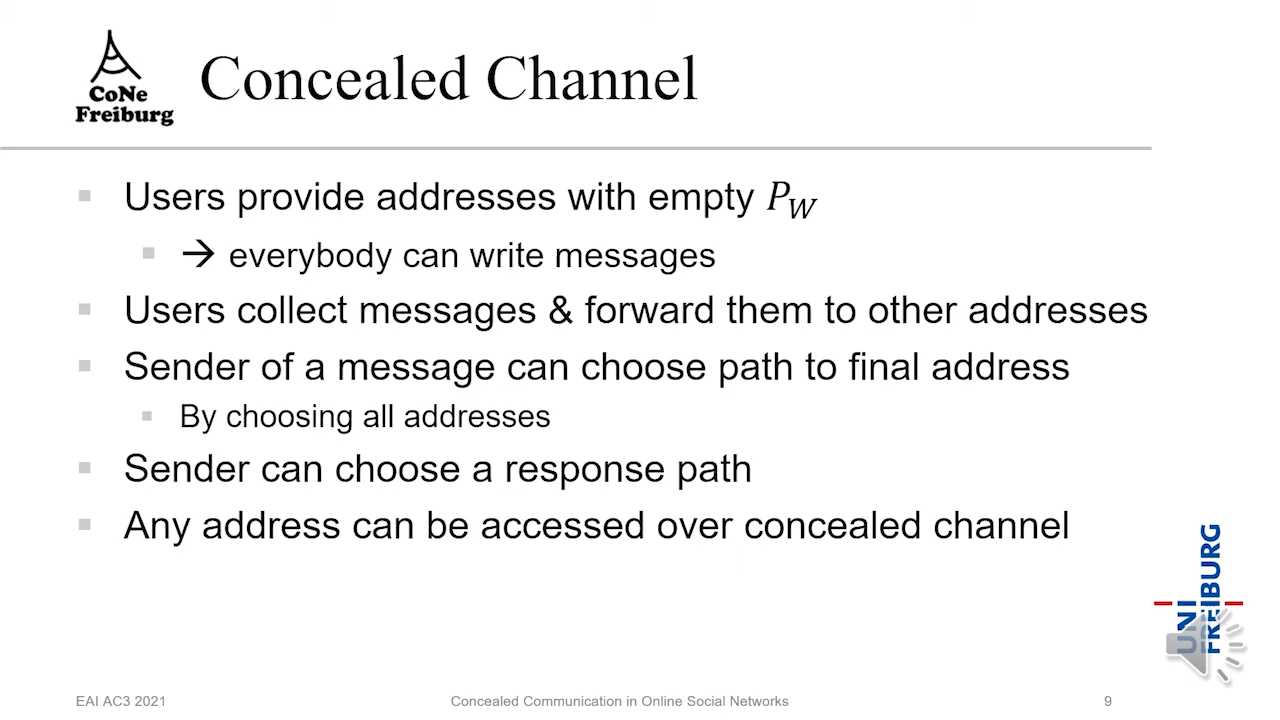 CoNe
Freiburg
Concealed Channel
Users provide addresses with empty P_W
→ everybody can write messages
Users collect messages & forward them to other addresses
Sender of a message can choose path to final address
By choosing all addresses
Sender can choose a response path
Any address can be accessed over concealed channel
UNI
FREIBURG
EAI AC3 2021
Concealed Communication in Online Social Networks
9